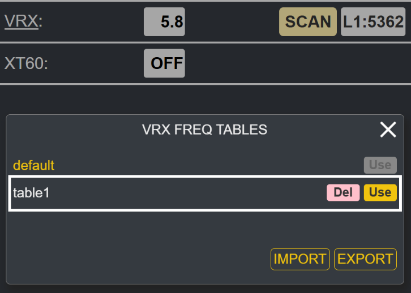 VRX: 5.8 SCAN L1:5362
XT60: OFF
VRX FREQ TABLES
default Use
table1 Del Use
IMPORT EXPORT